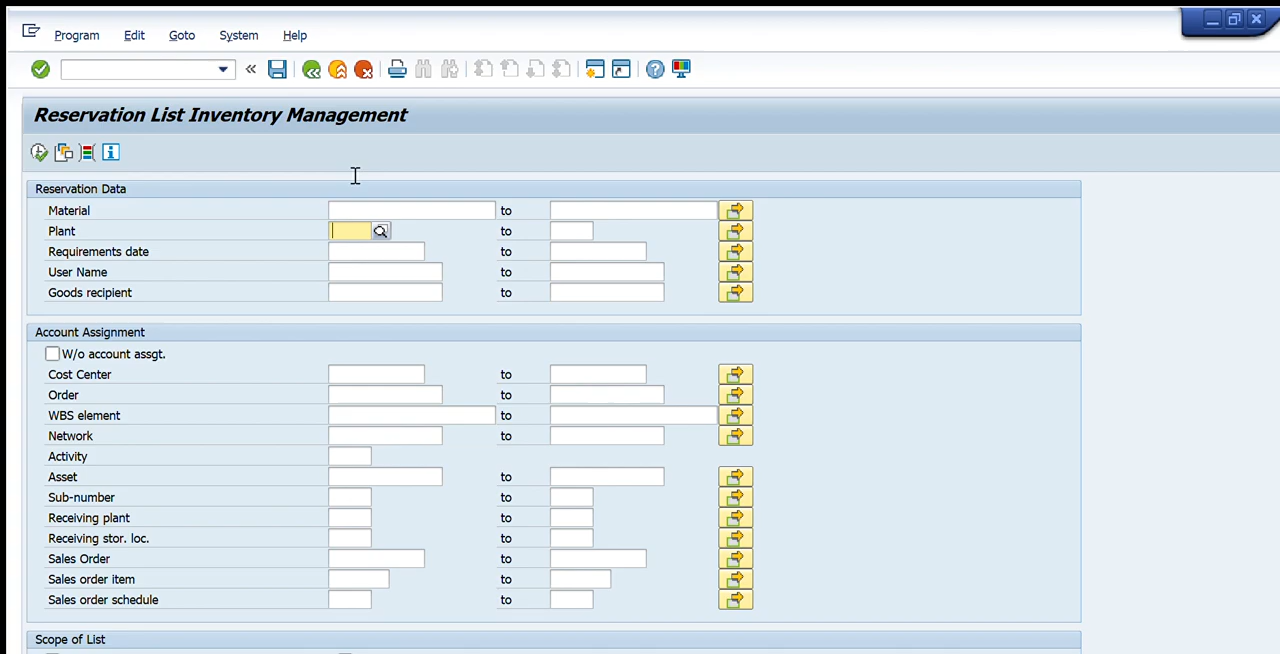 Program Edit Goto System Help
Reservation List Inventory Management
Reservation Data
Material to
Plant to
Requirements date to
User Name to
Goods recipient to
Account Assignment
W/o account assgt.
Cost Center to
Order to
WBS element to
Network to
Activity
Asset to
Sub-number to
Receiving plant to
Receiving stor. loc. to
Sales Order to
Sales order item to
Sales order schedule to
Scope of List